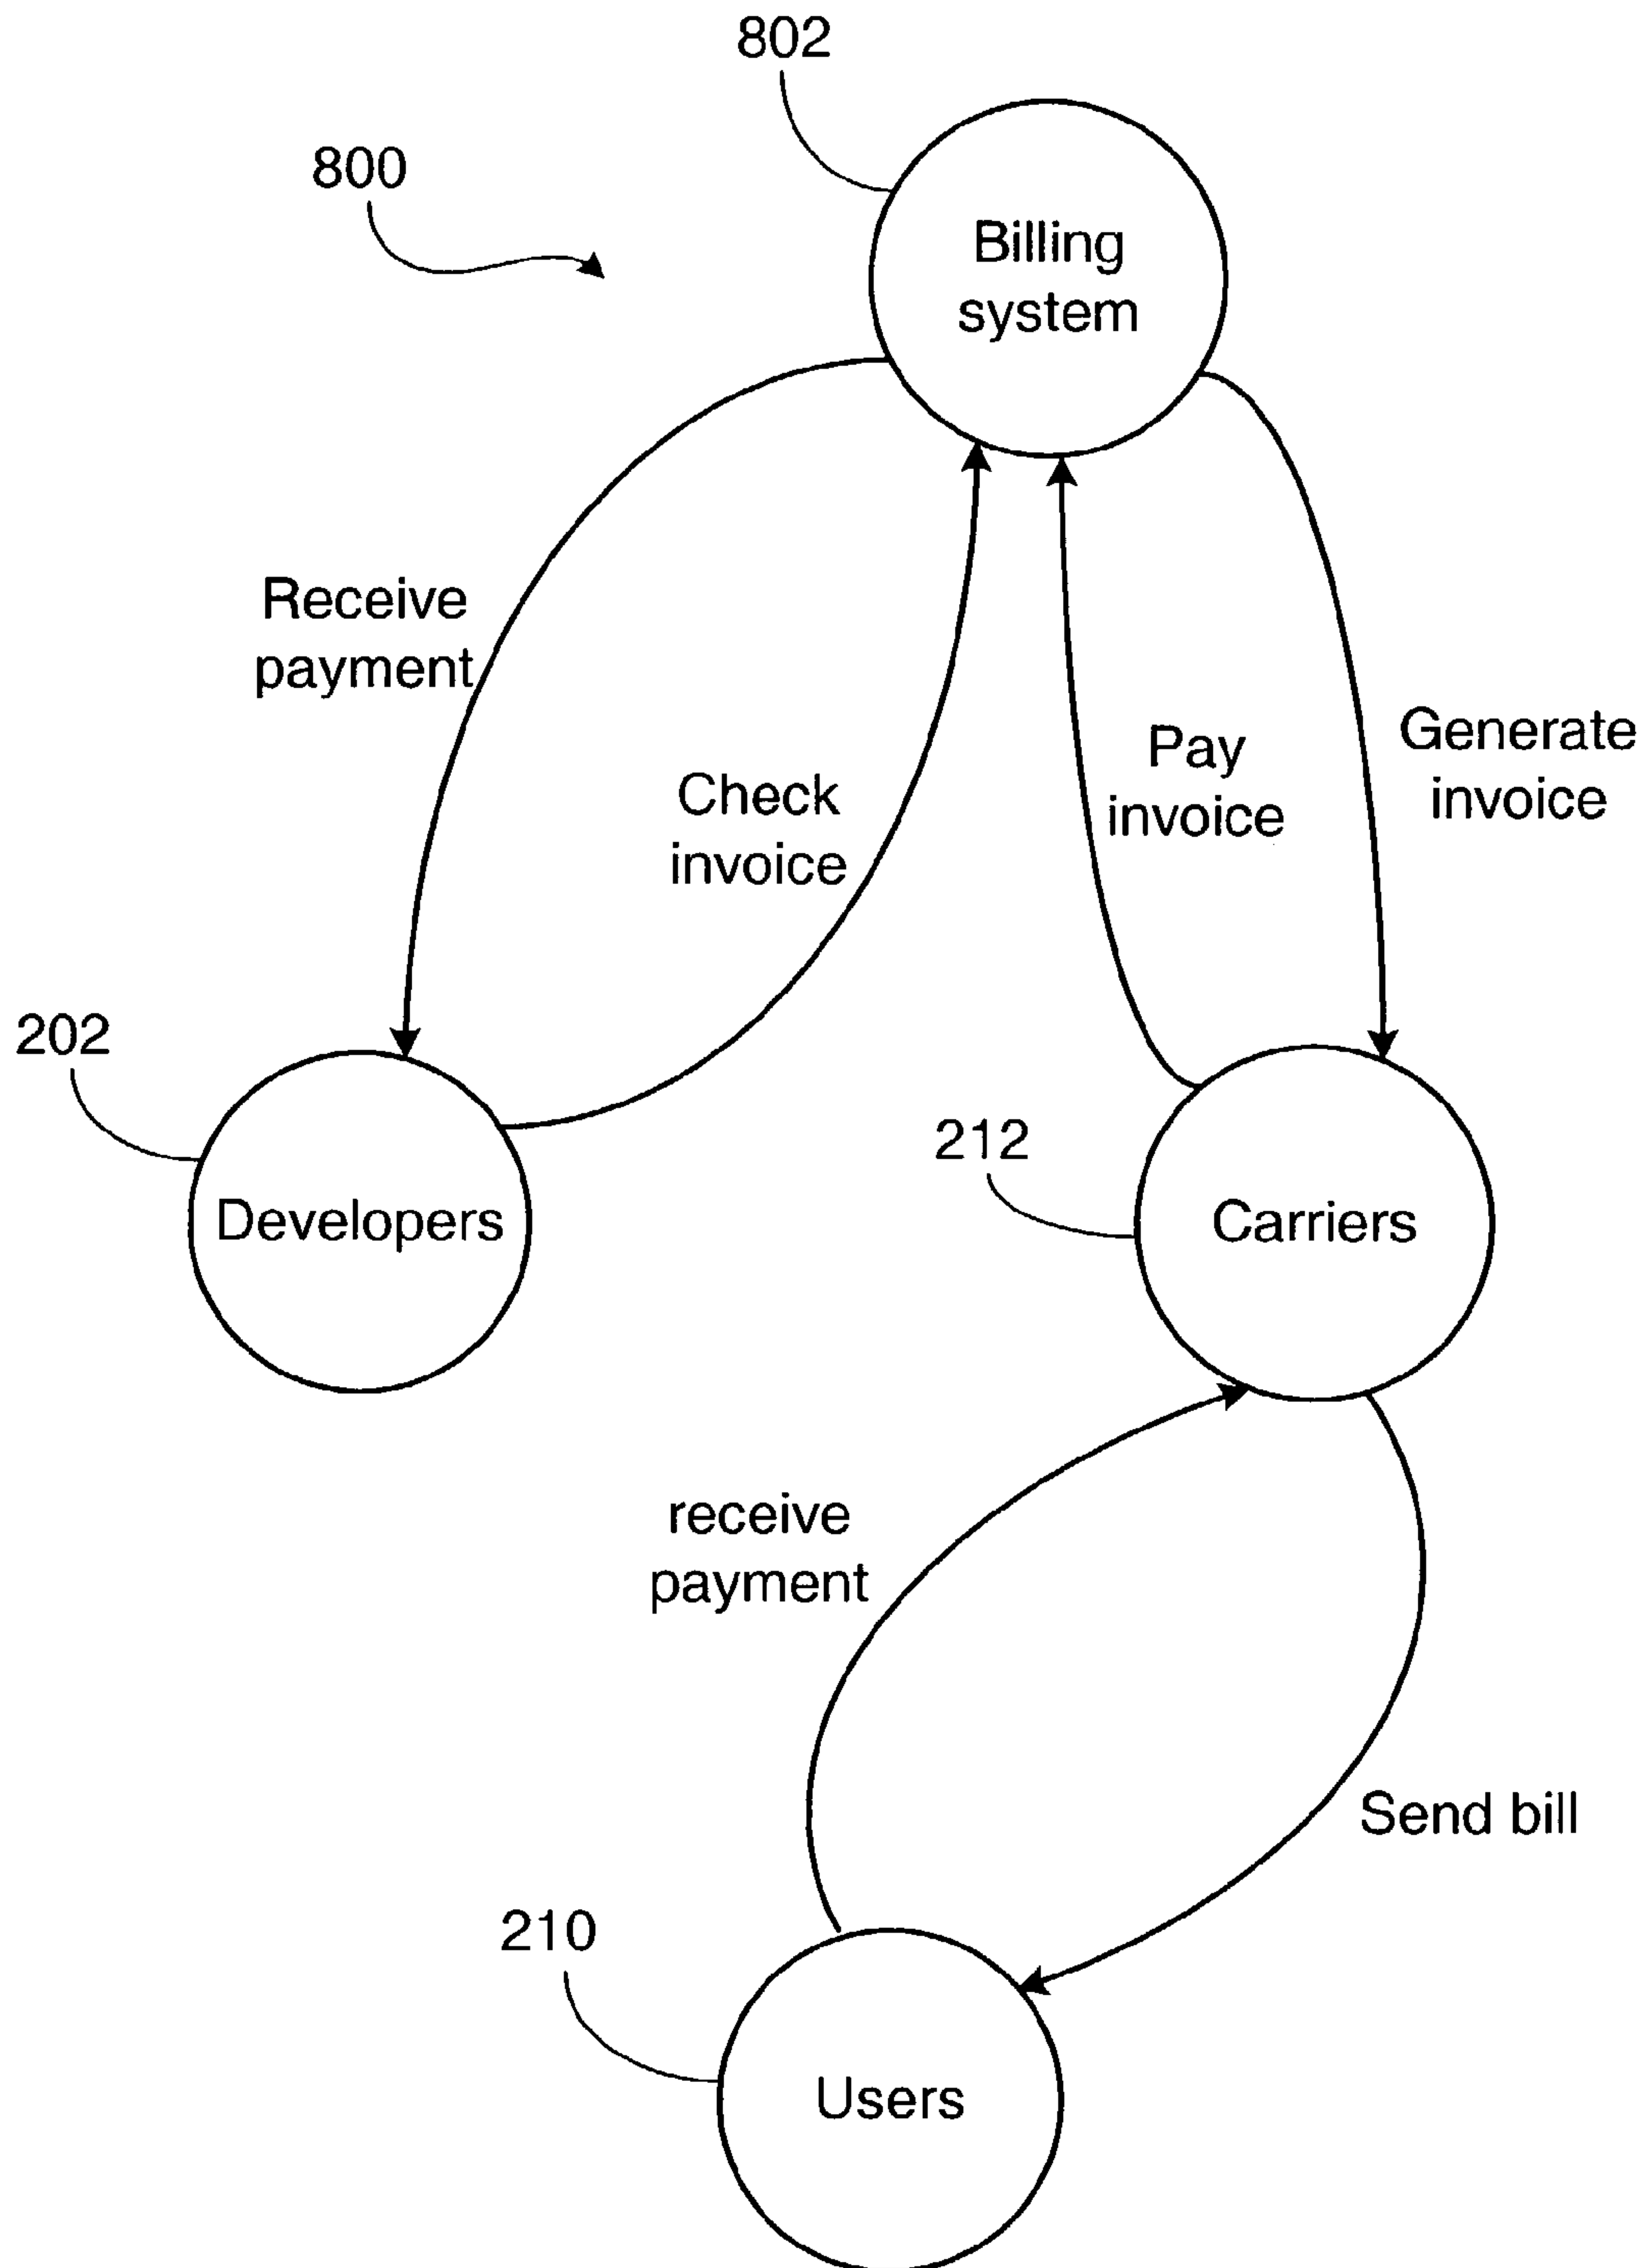 802
800
Billing
system
Receive
payment
Check
invoice
Pay
invoice
Generate
invoice
202
212
Developers
Carriers
receive
payment
Send bill
210
Users